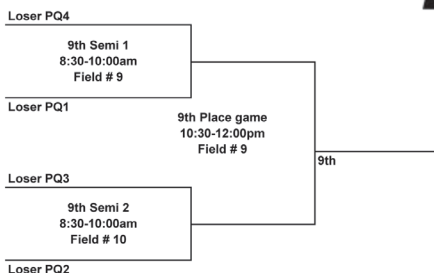 Loser PQ4
9th Semi 1
8:30-10:00am
Field # 9
Loser PQ1
9th Place game
10:30-12:00pm
Field # 9
9th
Loser PQ3
9th Semi 2
8:30-10:00am
Field # 10
Loser PQ2